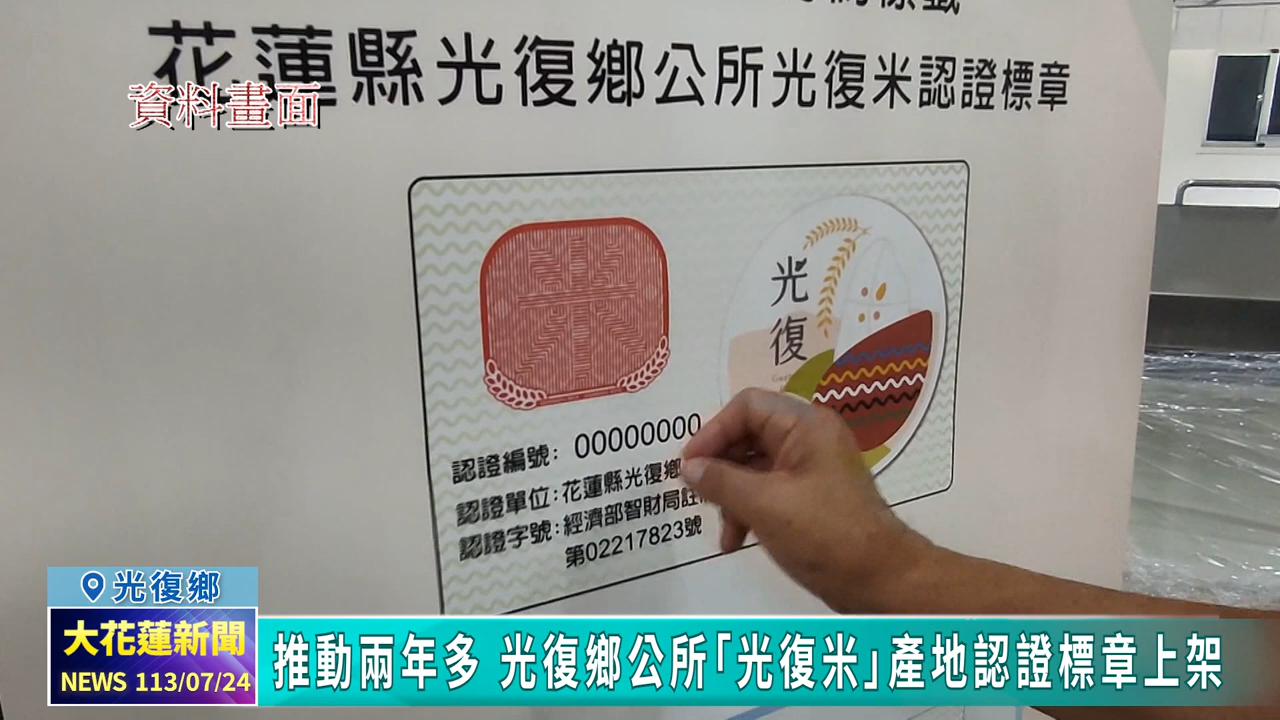 花蓮縣光復鄉公所光復米認證標章
資料畫面
光復
認證編號：00000000
認證單位：花蓮縣光復鄉
認證字號：經濟部智財局註
第02217823號
光復鄉
大花蓮新聞
NEWS 113/07/24
推動兩年多 光復鄉公所「光復米」產地認證標章上架